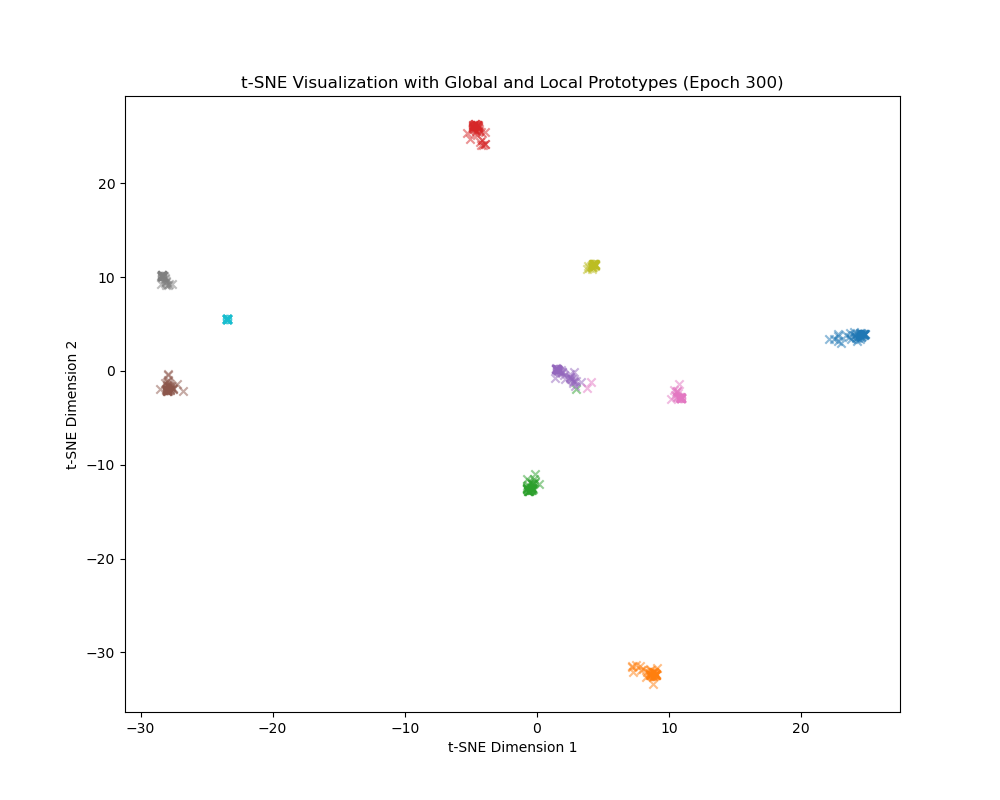 t-SNE Visualization with Global and Local Prototypes (Epoch 300)
t-SNE Dimension 2
20
10
0
−10
−20
−30
−30 −20 −10 0 10 20
t-SNE Dimension 1